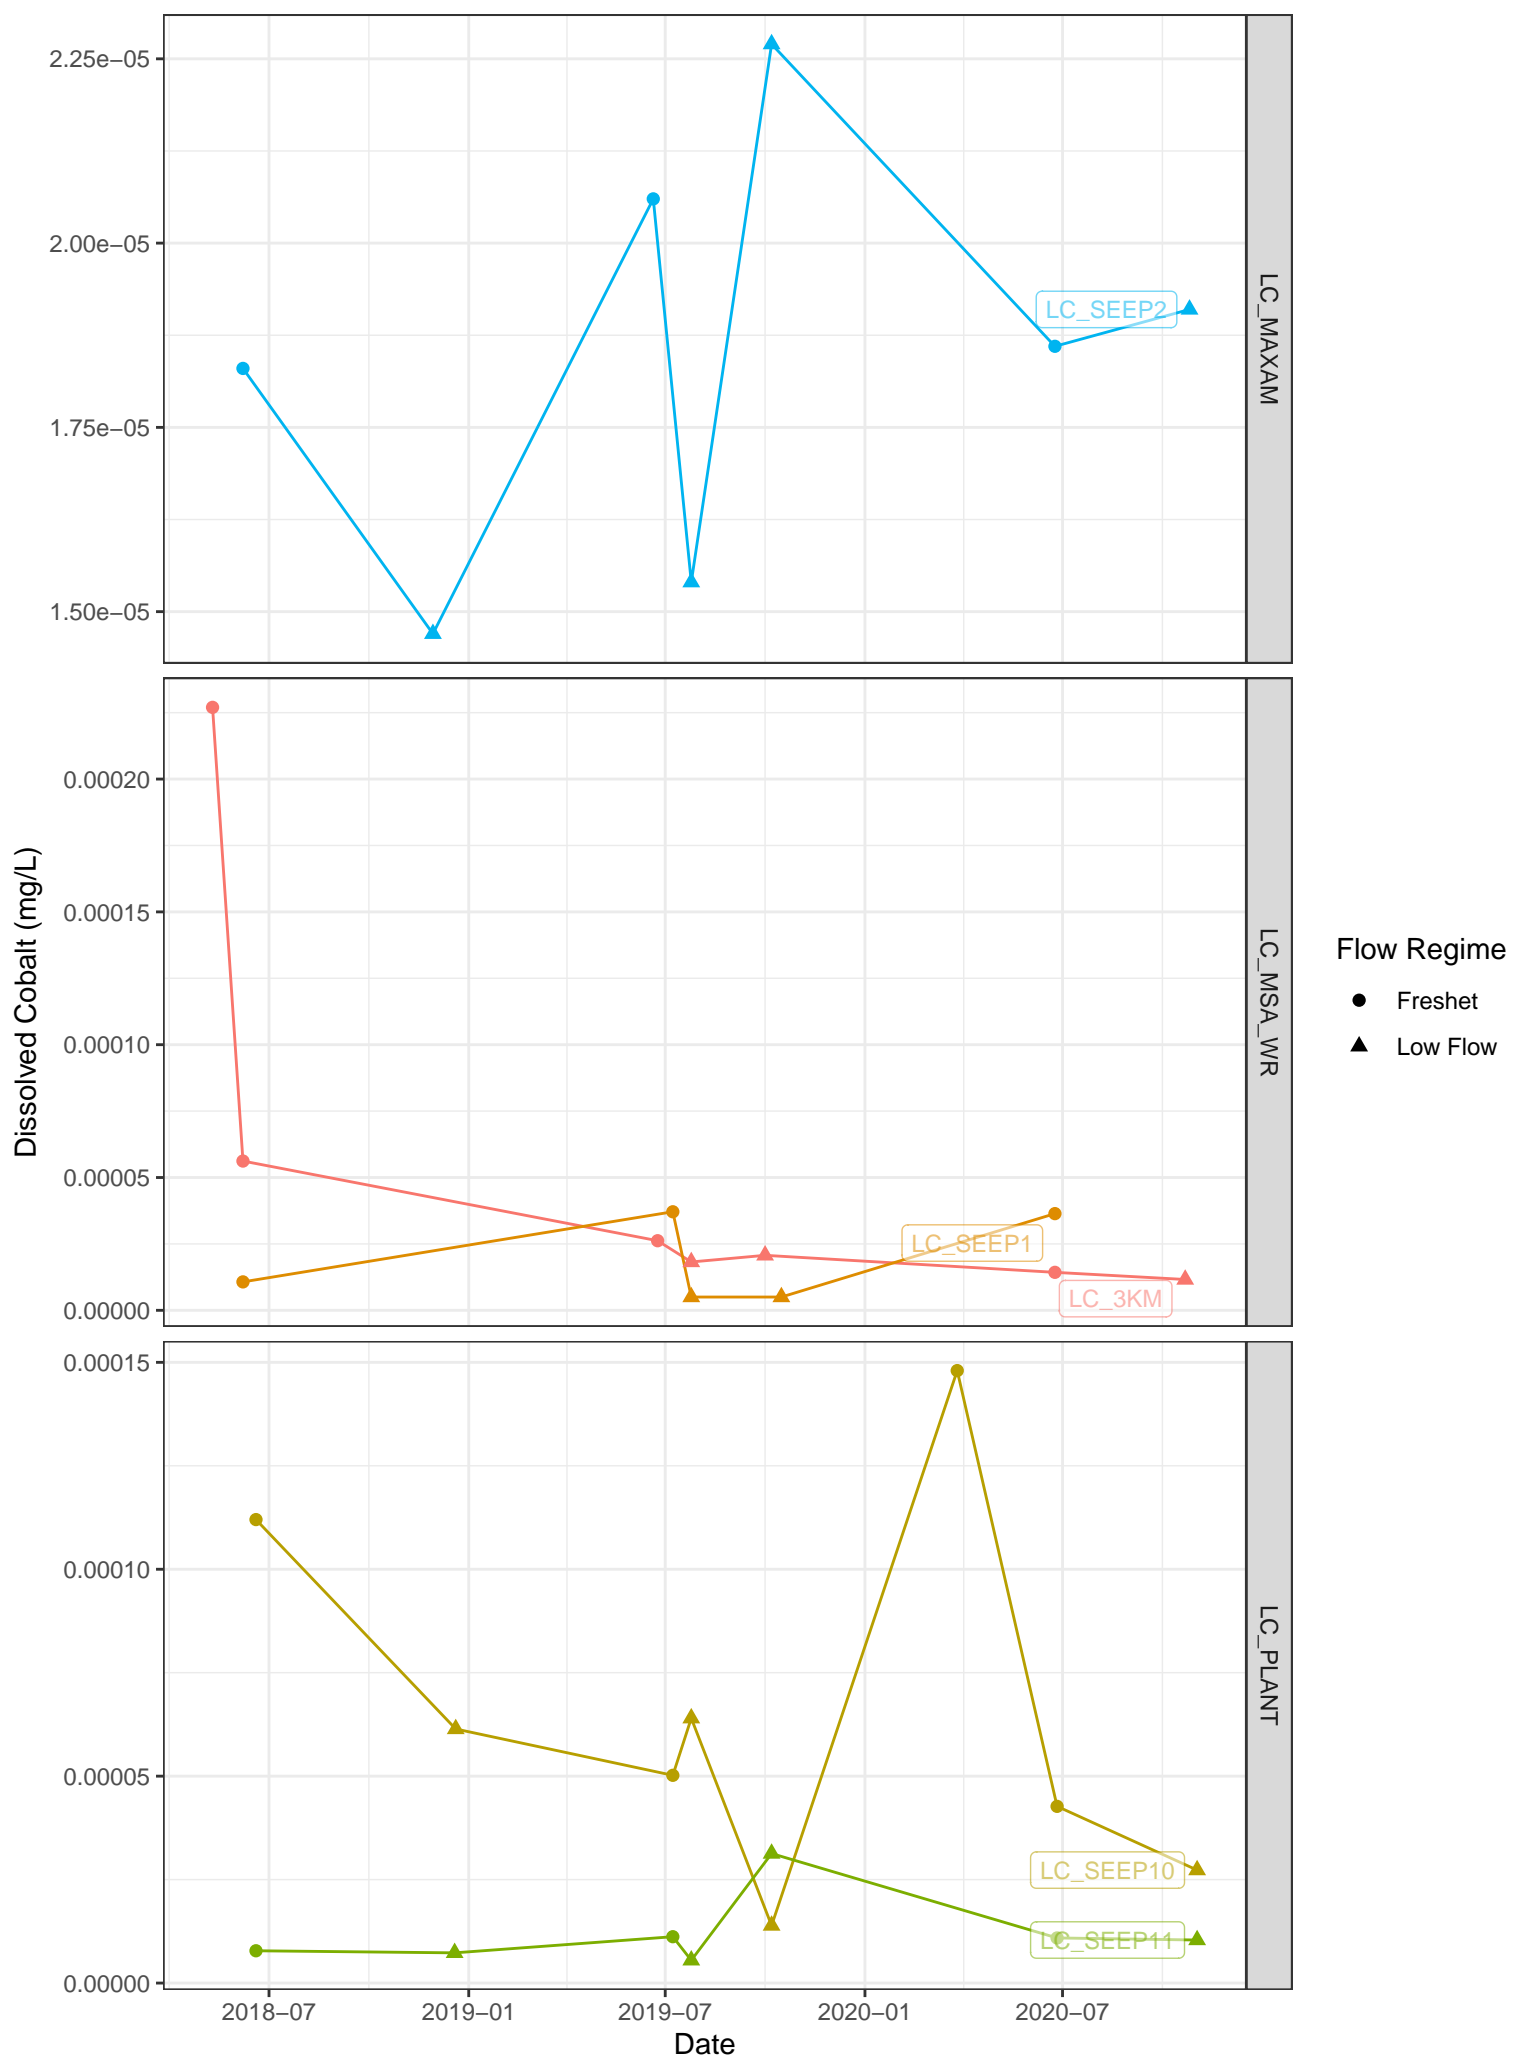 2.25e−05
2.00e−05
1.75e−05
1.50e−05
LC_SEEP2
LC_MAXAM
Dissolved Cobalt (mg/L)
0.00020
0.00015
0.00010
0.00005
0.00000
LC_SEEP1
LC_3KM
LC_MSA_WR
Flow Regime
Freshet
Low Flow
0.00015
0.00010
0.00005
0.00000
LC_SEEP10
LC_SEEP11
LC_PLANT
2018−07 2019−01 2019−07 2020−01 2020−07
Date